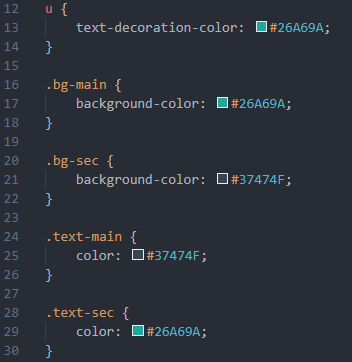 12 u {
13     text-decoration-color: #26A69A;
14 }
15
16 .bg-main {
17     background-color: #26A69A;
18 }
19
20 .bg-sec {
21     background-color: #37474F;
22 }
23
24 .text-main {
25     color: #37474F;
26 }
27
28 .text-sec {
29     color: #26A69A;
30 }